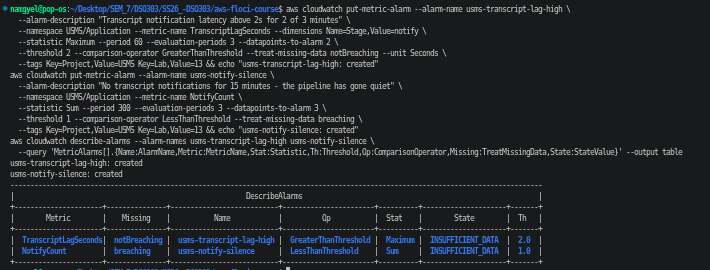 namgyel@pop-os:~/Desktop/SEM_7/DSO303/SS26_-DSO303/aws-floci-course$ aws cloudwatch put-metric-alarm --alarm-name usms-transcript-lag-high \
--alarm-description "Transcript notification latency above 2s for 2 of 3 minutes" \
--namespace USMS/Application --metric-name TranscriptLagSeconds --dimensions Name=Stage,Value=notify \
--statistic Maximum --period 60 --evaluation-periods 3 --datapoints-to-alarm 2 \
--threshold 2 --comparison-operator GreaterThanThreshold --treat-missing-data notBreaching --unit Seconds \
--tags Key=Project,Value=USMS Key=Lab,Value=13 && echo "usms-transcript-lag-high: created"
aws cloudwatch put-metric-alarm --alarm-name usms-notify-silence \
--alarm-description "No transcript notifications for 15 minutes - the pipeline has gone quiet" \
--namespace USMS/Application --metric-name NotifyCount \
--statistic Sum --period 300 --evaluation-periods 3 --datapoints-to-alarm 3 \
--threshold 1 --comparison-operator LessThanThreshold --treat-missing-data breaching \
--tags Key=Project,Value=USMS Key=Lab,Value=13 && echo "usms-notify-silence: created"
aws cloudwatch describe-alarms --alarm-names usms-transcript-lag-high usms-notify-silence \
--query 'MetricAlarms[].{Name:AlarmName,Metric:MetricName,Stat:Statistic,Th:Threshold,Op:ComparisonOperator,Missing:TreatMissingData,State:StateValue}' --output table
usms-transcript-lag-high: created
usms-notify-silence: created
DescribeAlarms
| Metric | Missing | Name | Op | Stat | State | Th |
| TranscriptLagSeconds| notBreaching | usms-transcript-lag-high | GreaterThanThreshold | Maximum | INSUFFICIENT_DATA | 2.0 |
| NotifyCount | breaching | usms-notify-silence | LessThanThreshold | Sum | INSUFFICIENT_DATA | 1.0 |